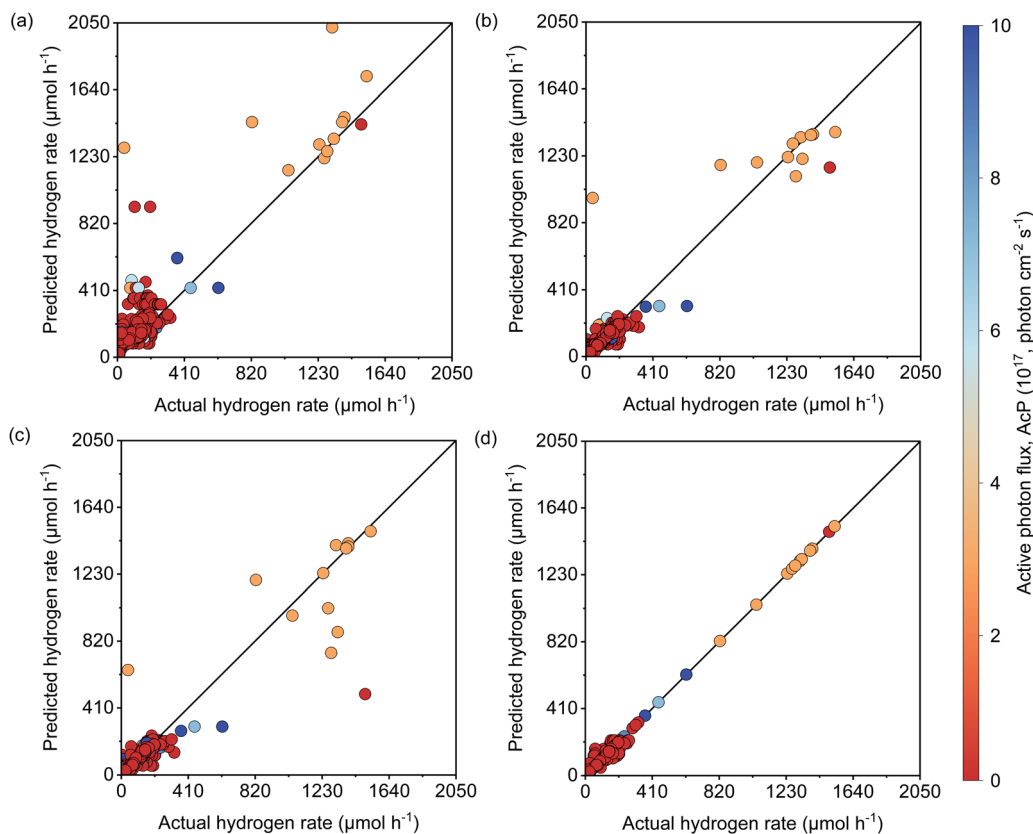 (a)
2050
1640
1230
820
410
0
Predicted hydrogen rate (µmol h⁻¹)
0 410 820 1230 1640 2050
Actual hydrogen rate (µmol h⁻¹)
(b)
2050
1640
1230
820
410
0
Predicted hydrogen rate (µmol h⁻¹)
0 410 820 1230 1640 2050
Actual hydrogen rate (µmol h⁻¹)
(c)
2050
1640
1230
820
410
0
Predicted hydrogen rate (µmol h⁻¹)
0 410 820 1230 1640 2050
Actual hydrogen rate (µmol h⁻¹)
(d)
2050
1640
1230
820
410
0
Predicted hydrogen rate (µmol h⁻¹)
0 410 820 1230 1640 2050
Actual hydrogen rate (µmol h⁻¹)
10
8
6
4
2
0
Active photon flux, AcP (10¹⁷, photon cm⁻² s⁻¹)